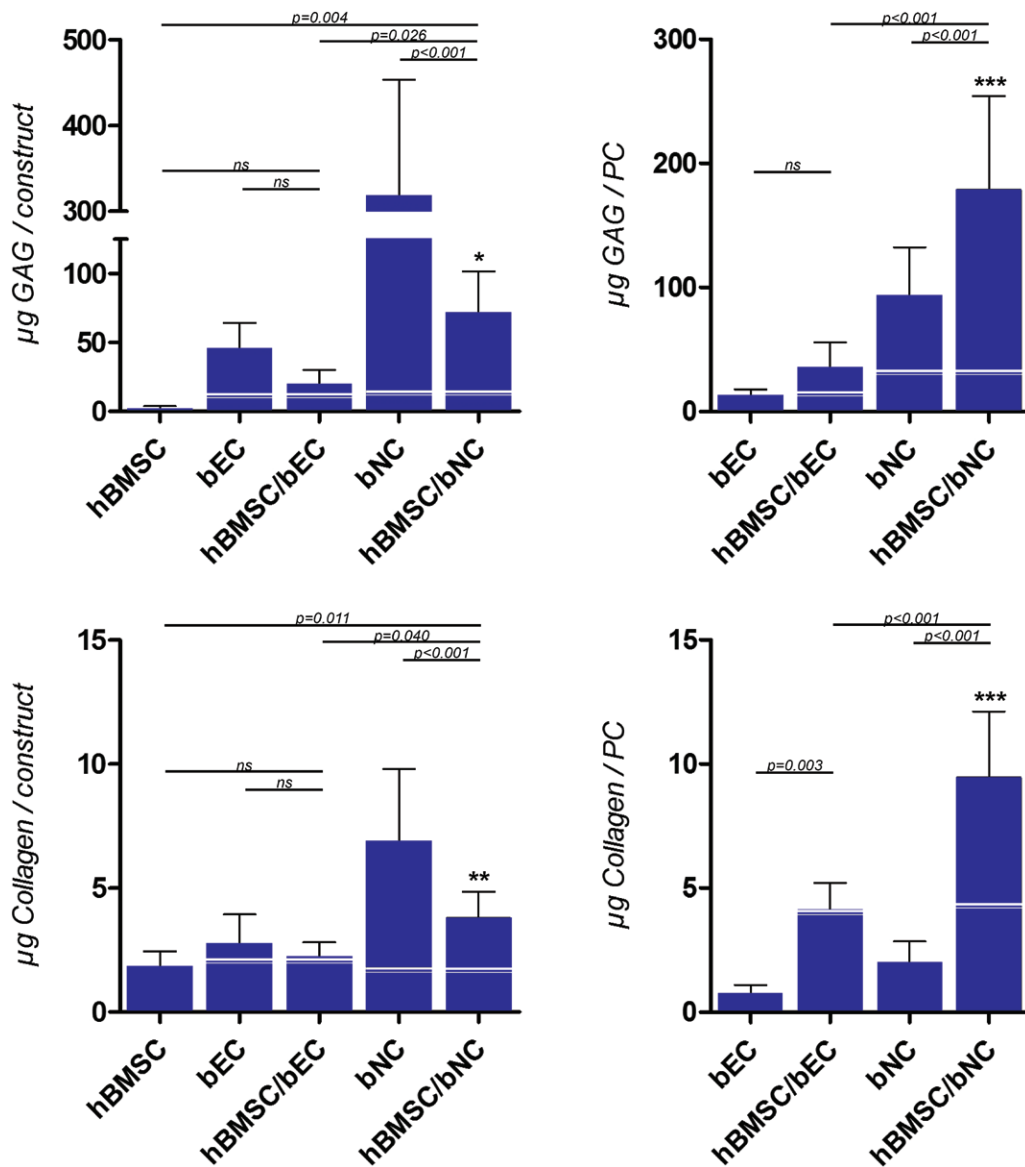 p=0.004
p=0.026
p<0.001
500
400
300
100
50
0
µg GAG / construct
ns
ns
*
hBMSC
bEC
hBMSC/bEC
bNC
hBMSC/bNC
p<0.001
p<0.001
300
200
100
0
µg GAG / PC
ns
***
bEC
hBMSC/bEC
bNC
hBMSC/bNC
p=0.011
p=0.040
p<0.001
15
10
5
0
µg Collagen / construct
ns
ns
**
hBMSC
bEC
hBMSC/bEC
bNC
hBMSC/bNC
p<0.001
p<0.001
15
10
5
0
µg Collagen / PC
p=0.003
***
bEC
hBMSC/bEC
bNC
hBMSC/bNC